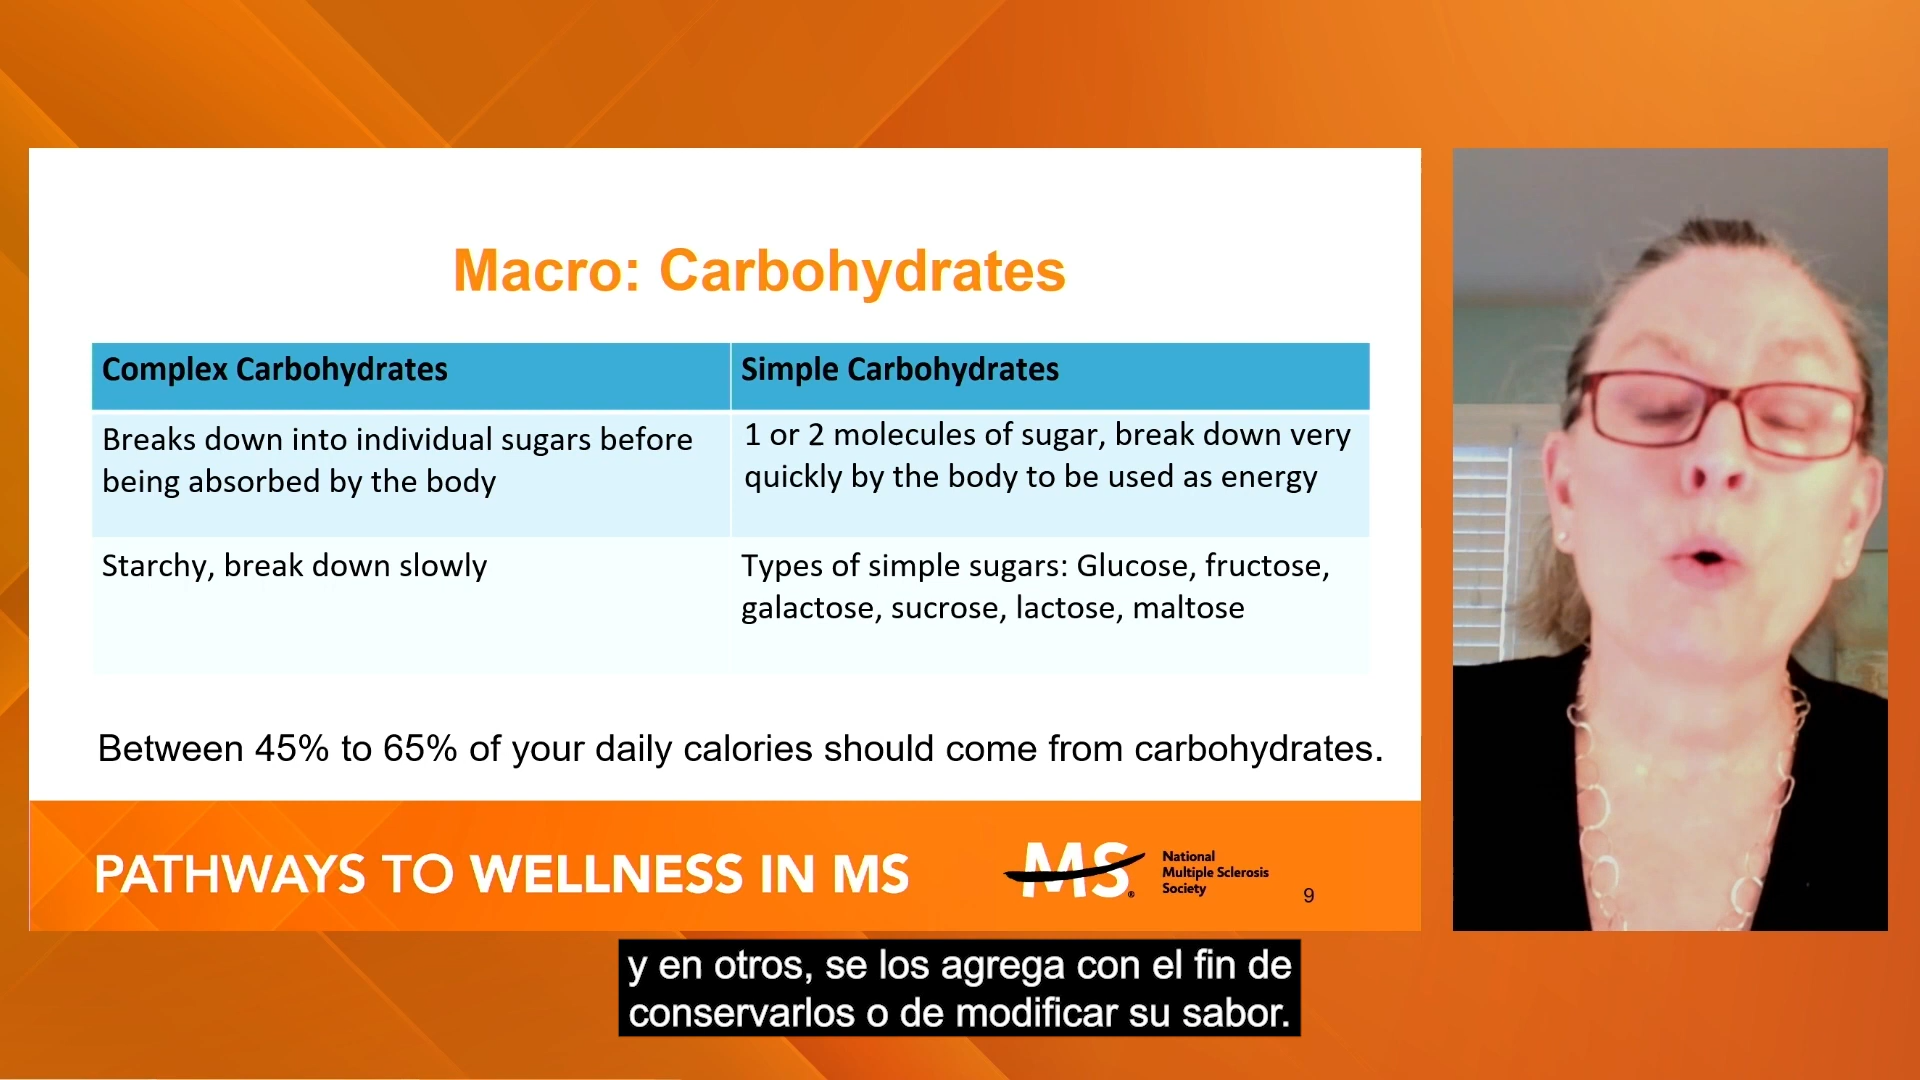 Macro: Carbohydrates
Complex Carbohydrates
Simple Carbohydrates
Breaks down into individual sugars before
being absorbed by the body
1 or 2 molecules of sugar, break down very
quickly by the body to be used as energy
Starchy, break down slowly
Types of simple sugars: Glucose, fructose,
galactose, sucrose, lactose, maltose
Between 45% to 65% of your daily calories should come from carbohydrates.
PATHWAYS TO WELLNESS IN MS
MS®
National
Multiple Sclerosis
Society
9
y en otros, se los agrega con el fin de
conservarlos o de modificar su sabor.